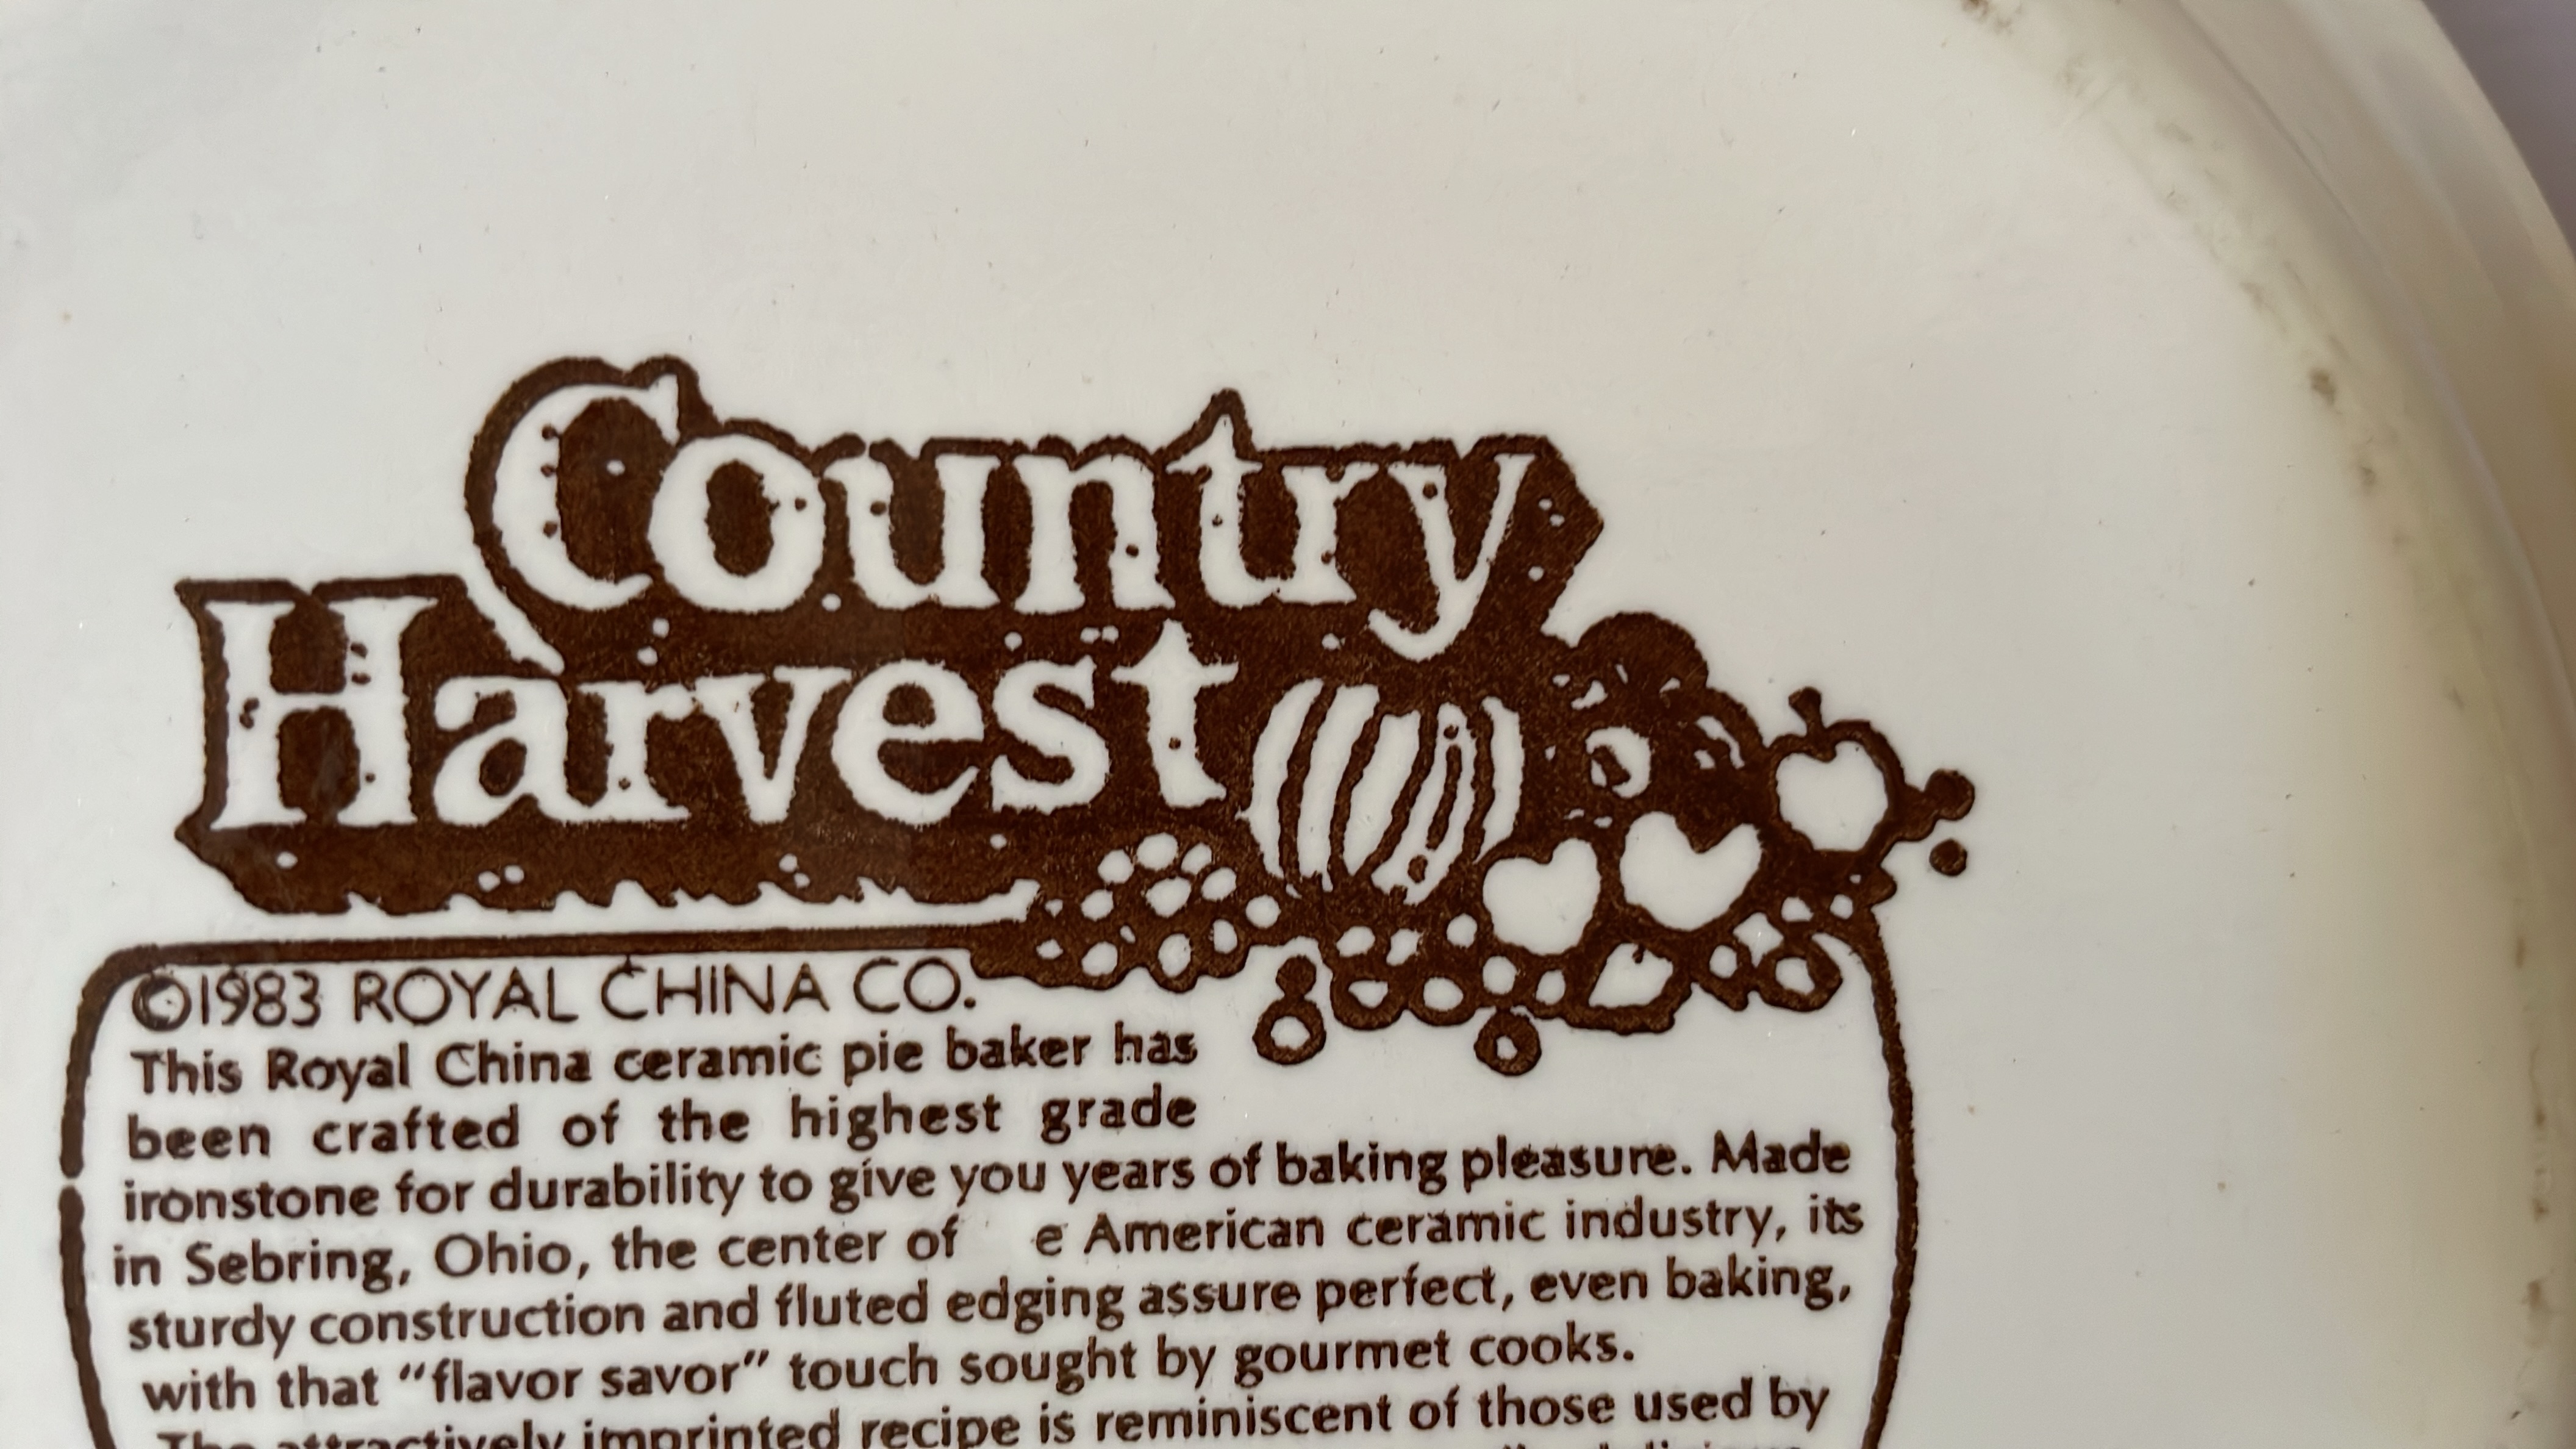 Country
Harvest
©1983 ROYAL CHINA CO.
This Royal China ceramic pie baker has
been crafted of the highest grade
ironstone for durability to give you years of baking pleasure. Made
in Sebring, Ohio, the center of e American ceramic industry, its
sturdy construction and fluted edging assure perfect, even baking,
with that “flavor savor” touch sought by gourmet cooks.
The attractively imprinted recipe is reminiscent of those used by